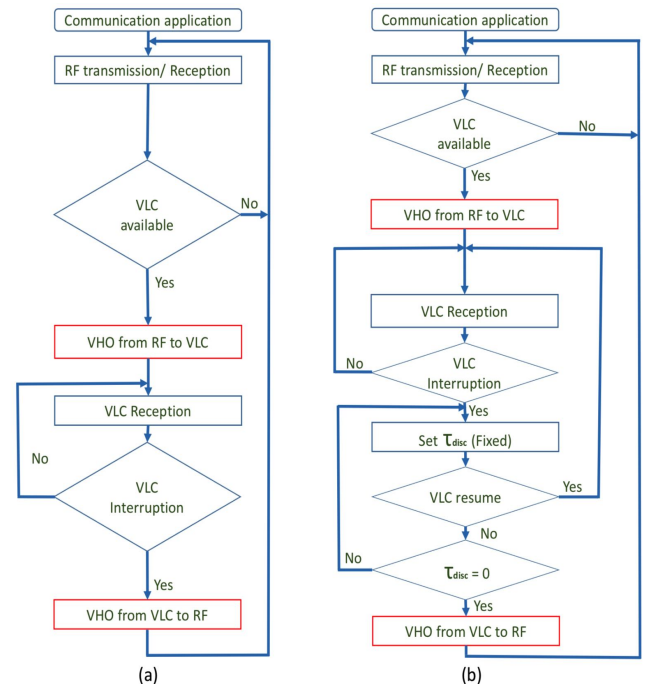 Communication application
RF transmission/ Reception
VLC
available
No
Yes
VHO from RF to VLC
VLC Reception
No
VLC
Interruption
Yes
VHO from VLC to RF
(a)
Communication application
RF transmission/ Reception
VLC
available
No
Yes
VHO from RF to VLC
VLC Reception
No
VLC
Interruption
Yes
Set τdisc (Fixed)
VLC resume
Yes
No
No
τdisc = 0
Yes
VHO from VLC to RF
(b)